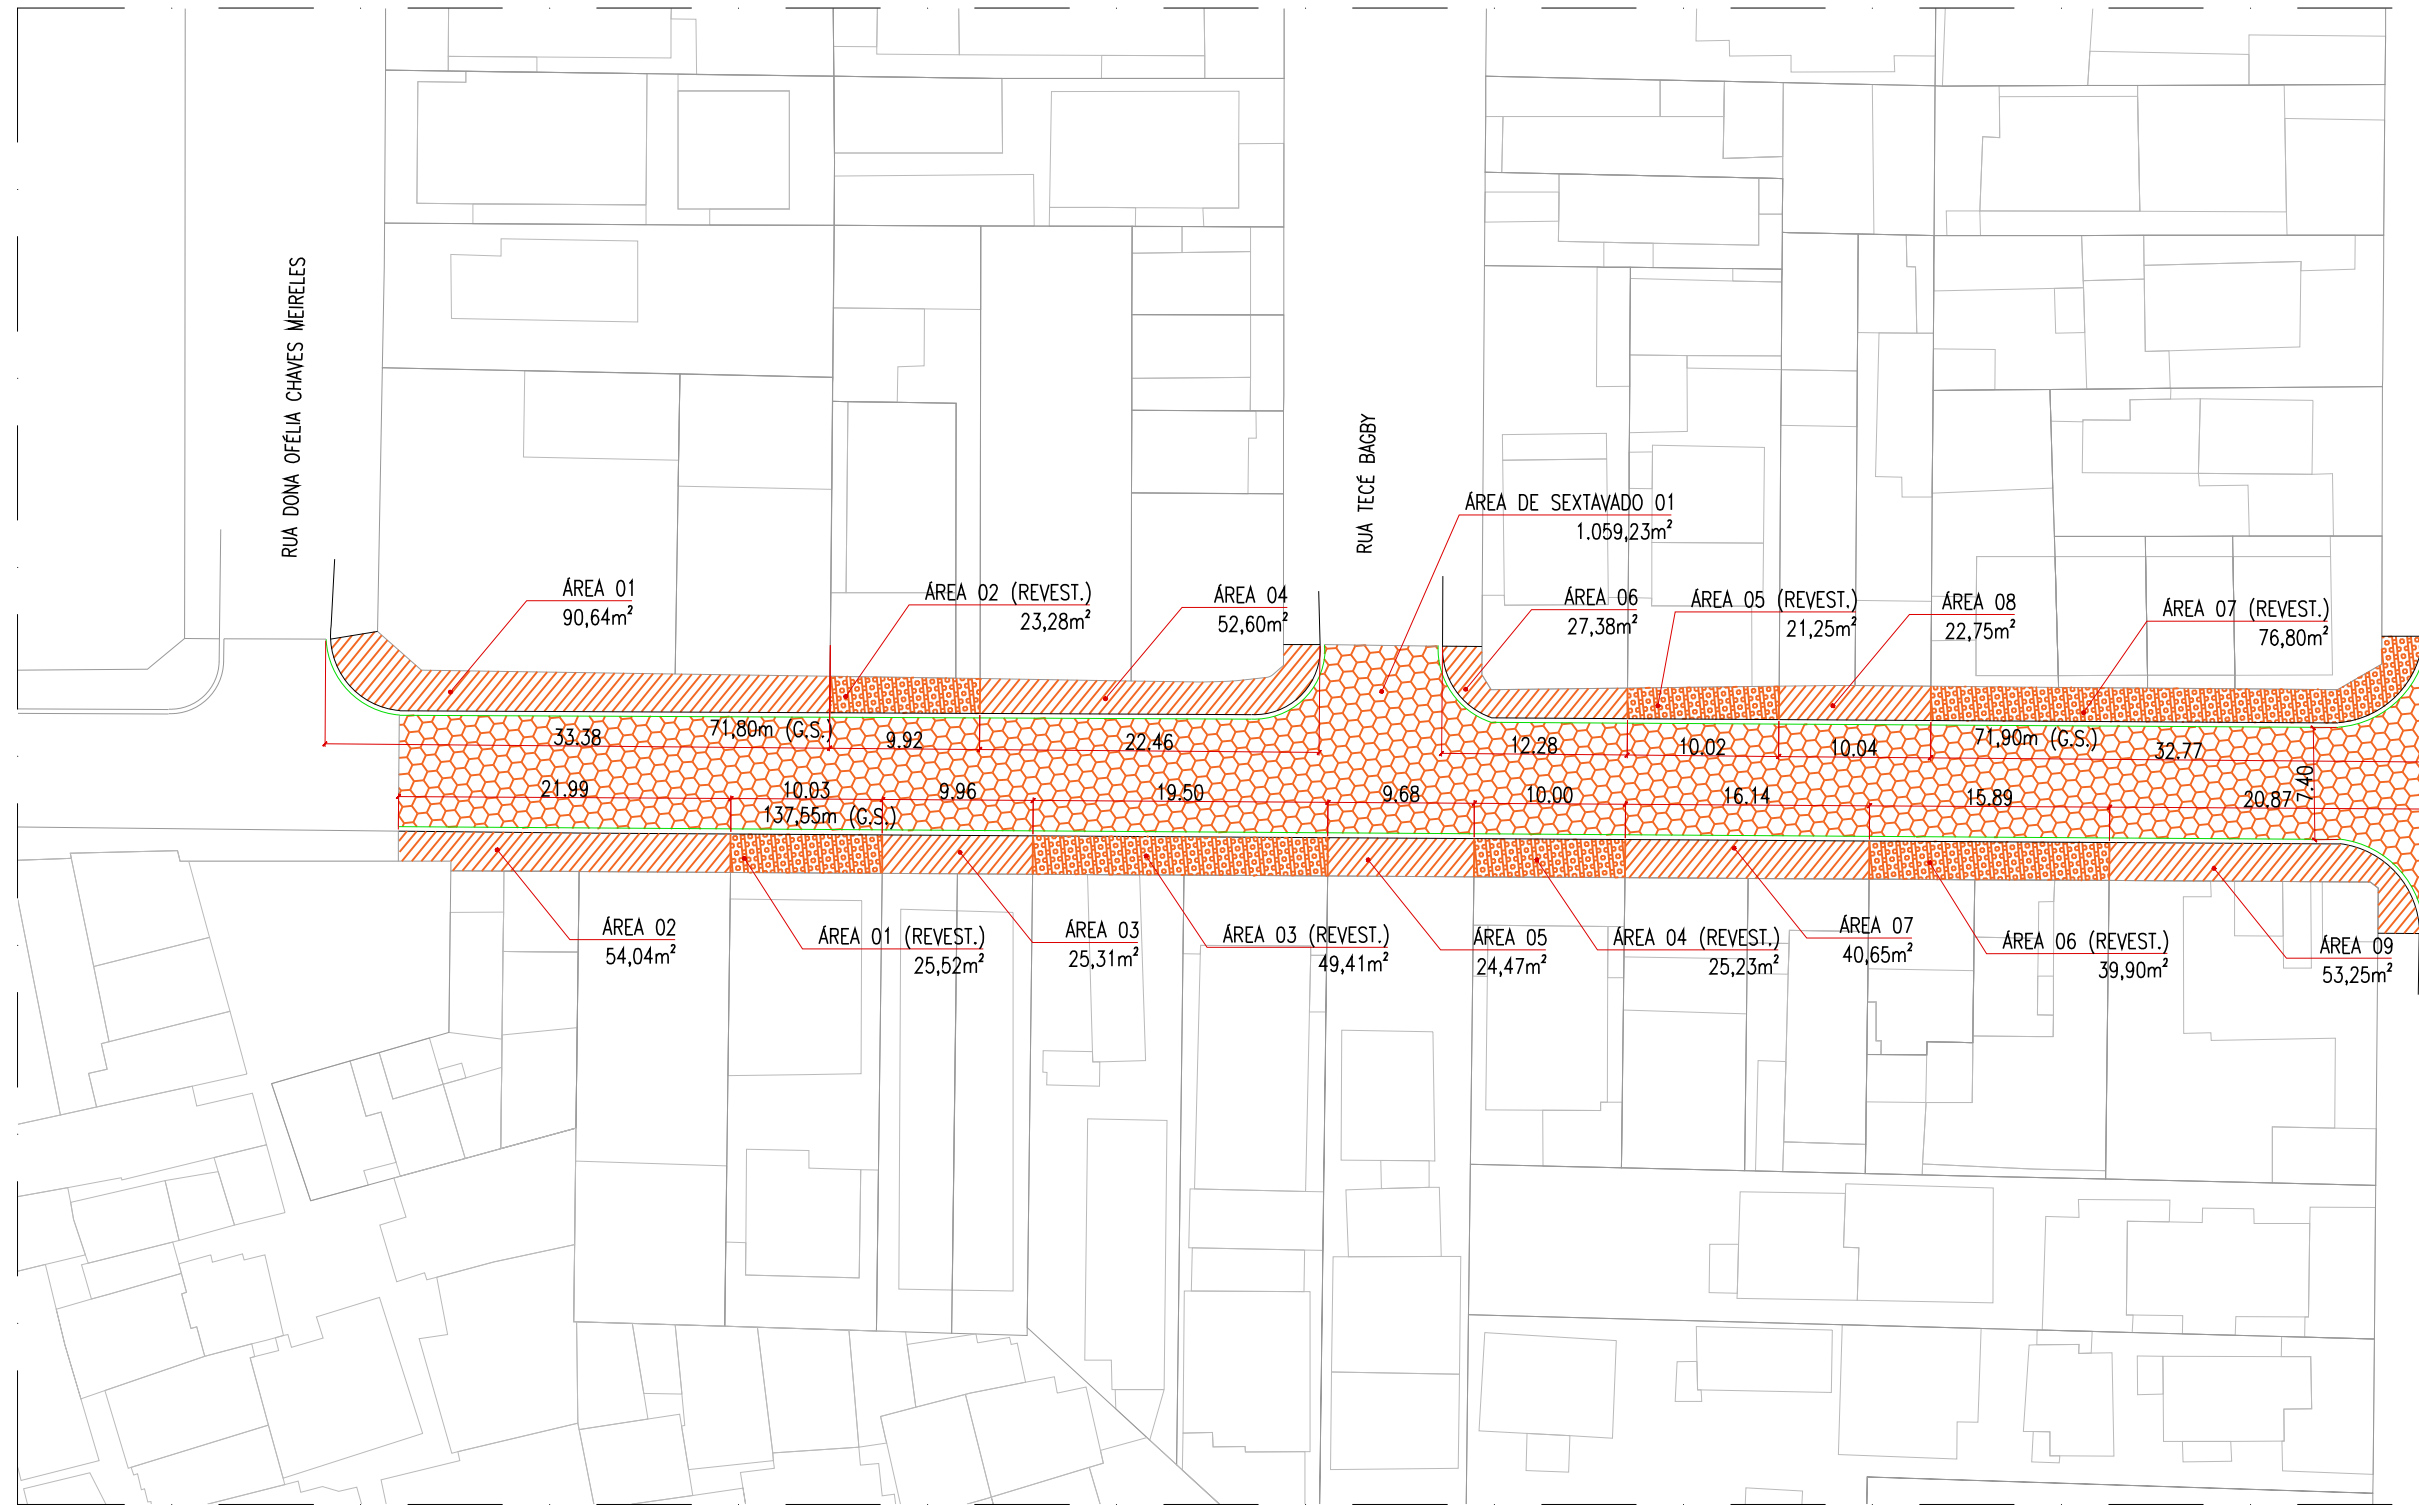 RUA DONA OFÉLIA CHAVES MEIRELES
RUA TECÉ BAGBY
ÁREA DE SEXTAVADO 01
1.059,23m²
ÁREA 01
90,64m²
ÁREA 02 (REVEST.)
23,28m²
ÁREA 04
52,60m²
ÁREA 06
27,38m²
ÁREA 05 (REVEST.)
21,25m²
ÁREA 08
22,75m²
ÁREA 07 (REVEST.)
76,80m²
33.38
71,80m (G.S.)
9.92
22.46
12.28
10.02
10.04
71,90m (G.S.)
32.77
7.40
21.99
10.03
9.96
19.50
9.68
10.00
16.14
15.89
20.87
137,55m (G.S.)
ÁREA 02
54,04m²
ÁREA 01 (REVEST.)
25,52m²
ÁREA 03
25,31m²
ÁREA 03 (REVEST.)
49,41m²
ÁREA 05
24,47m²
ÁREA 04 (REVEST.)
25,23m²
ÁREA 07
40,65m²
ÁREA 06 (REVEST.)
39,90m²
ÁREA 09
53,25m²